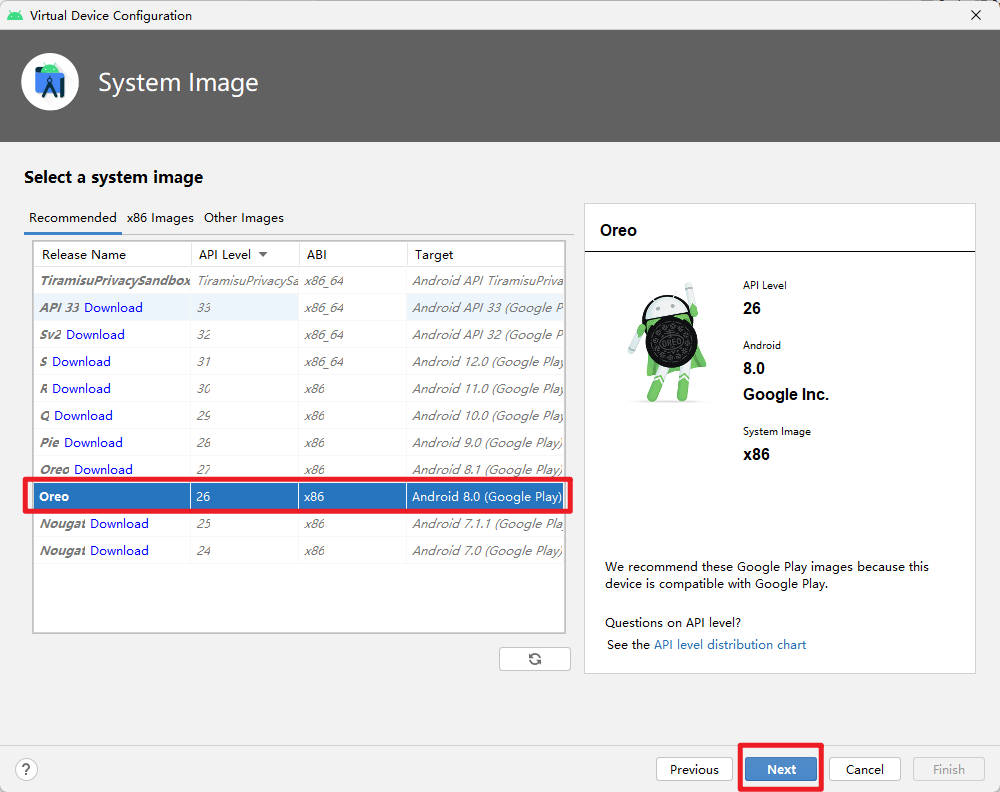 Virtual Device Configuration
System Image
Select a system image
Recommended x86 Images Other Images
Release Name API Level ABI Target
TiramisuPrivacySandbox TiramisuPrivacySa x86_64 Android API TiramisuPriva
API 33 Download 33 x86_64 Android API 33 (Google P
Sv2 Download 32 x86_64 Android API 32 (Google P
S Download 31 x86_64 Android 12.0 (Google Play
R Download 30 x86 Android 11.0 (Google Play
Q Download 29 x86 Android 10.0 (Google Play
Pie Download 28 x86 Android 9.0 (Google Play)
Oreo Download 27 x86 Android 8.1 (Google Play)
Oreo 26 x86 Android 8.0 (Google Play)
Nougat Download 25 x86 Android 7.1.1 (Google Pla
Nougat Download 24 x86 Android 7.0 (Google Play)
Oreo
OREO
API Level
26
Android
8.0
Google Inc.
System Image
x86
We recommend these Google Play images because this
device is compatible with Google Play.
Questions on API level?
See the API level distribution chart
? Previous Next Cancel Finish